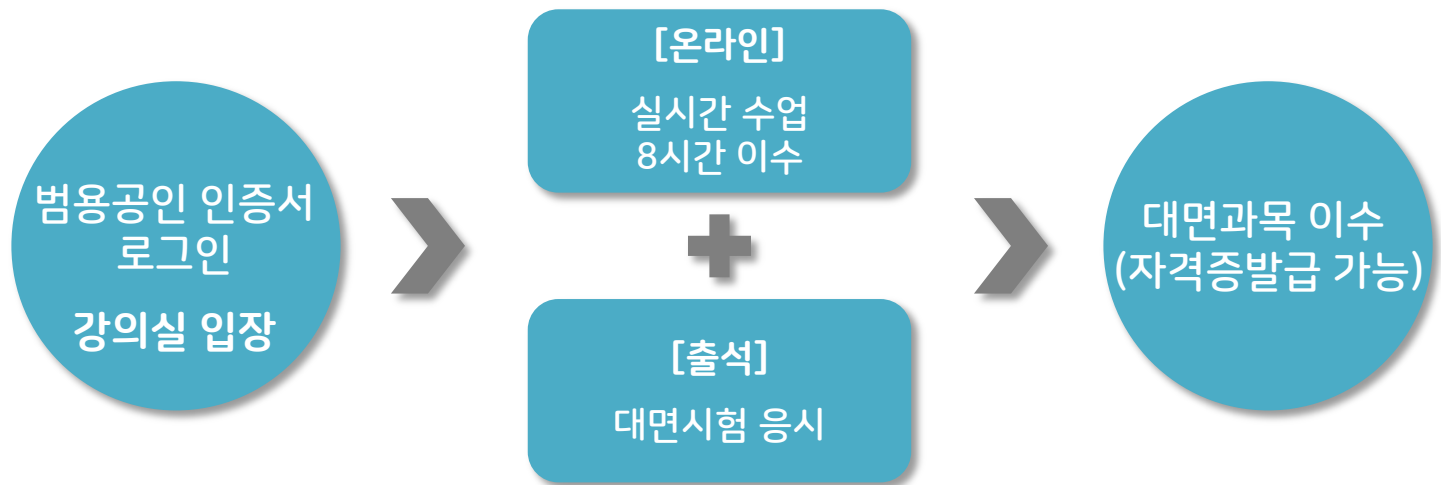 범용공인 인증서
로그인
강의실 입장
[온라인]
실시간 수업
8시간 이수
[출석]
대면시험 응시
대면과목 이수
(자격증발급 가능)